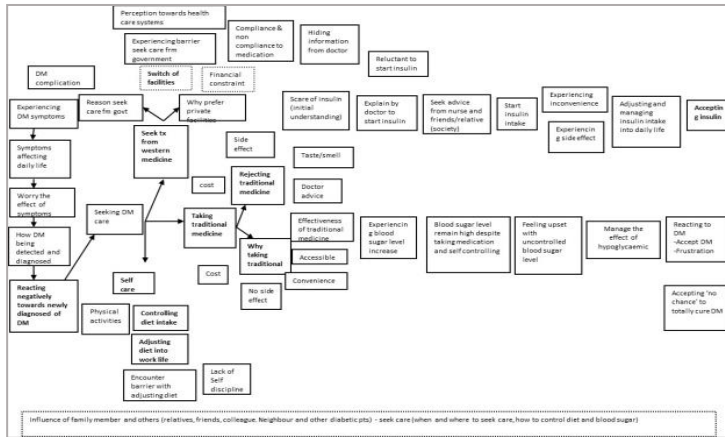 Perception towards health
care systems
Experiencing barrier
seek care frm
government
Compliance &
non
compliance to
medication
Hiding
information
from doctor
Reluctant to
start insulin
DM
complication
Switch of
facilities
Financial
constraint
Experiencing
DM symptoms
Reason seek
care fm govt
Why prefer
private
facilities
Scare of insulin
(initial
understanding)
Explain by
doctor to
start insulin
Seek advice
from nurse and
friends/relative
(society)
Start
insulin
intake
Experiencing
inconvenience
Experiencin
g side effect
Adjusting and
managing
insulin intake
into daily life
Acceptin
g insulin
Symptoms
affecting
daily life
Seek tx
from
western
medicine
Side
effect
Taste/smell
Worry the
effect of
symptoms
cost
Rejecting
traditional
medicine
Doctor
advice
How DM
being
detected and
diagnosed
Seeking DM
care
Taking
traditional
medicine
Why
taking
traditional
Effectiveness
of traditional
medicine
Accessible
Convenience
Experiencin
g blood
sugar level
increase
Blood sugar level
remain high despite
taking medication
and self controlling
Feeling upset
with
uncontrolled
blood sugar
level
Manage the
effect of
hypoglycaemic
Reacting to
DM
-Accept DM
-Frustration
Reacting
negatively
towards newly
diagnosed of DM
Self
care
Cost
No side
effect
Accepting 'no
chance' to
totally cure DM
Physical
activities
Controlling
diet intake
Adjusting
diet into
work life
Encounter
barrier with
adjusting diet
Lack of
Self
discipline
Influence of family member and others (relatives, friends, colleague. Neighbour and other diabetic pts) - seek care (when and where to seek care, how to control diet and blood sugar)